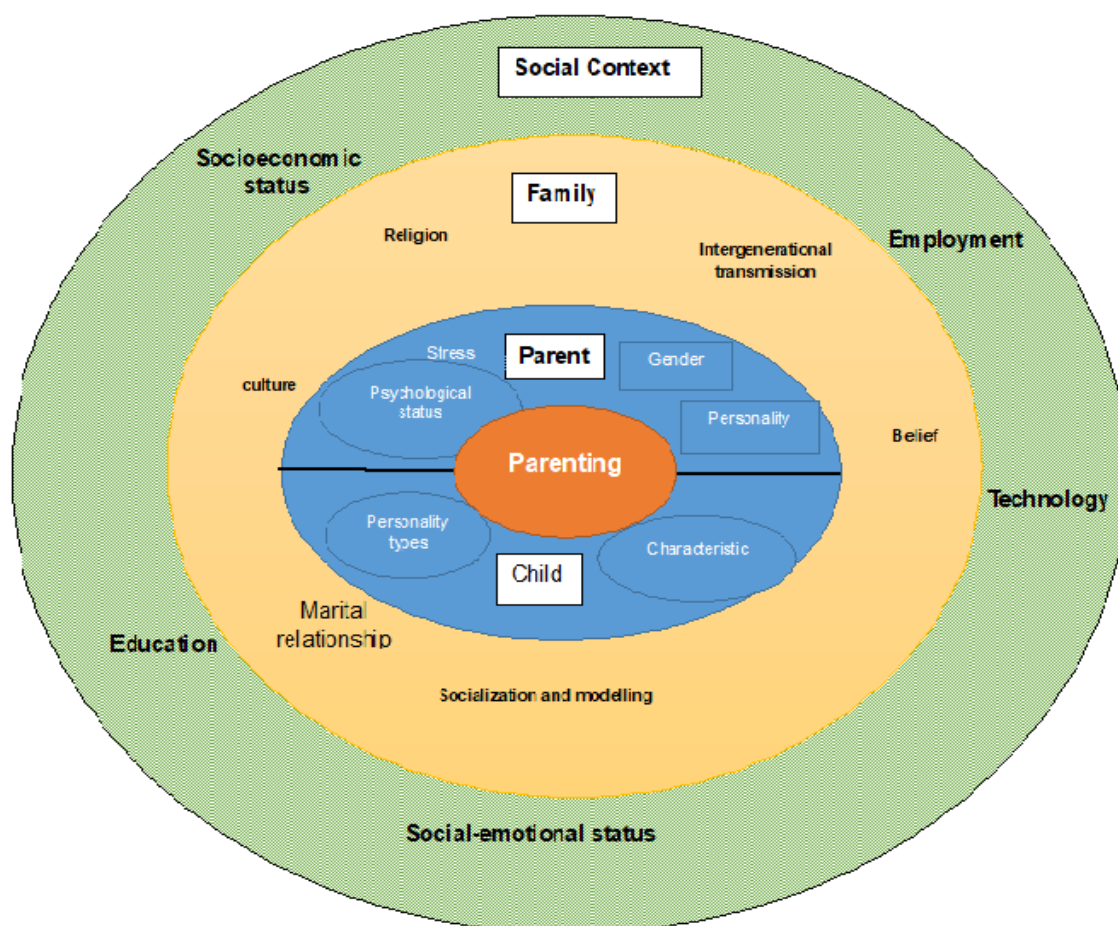 Social Context
Socioeconomic
status
Family
Religion
Employment
Intergenerational
transmission
Stress
Parent
Gender
culture
Psychological
status
Personality
Belief
Parenting
Technology
Personality
types
Characteristic
Child
Marital
relationship
Education
Socialization and modelling
Social-emotional status